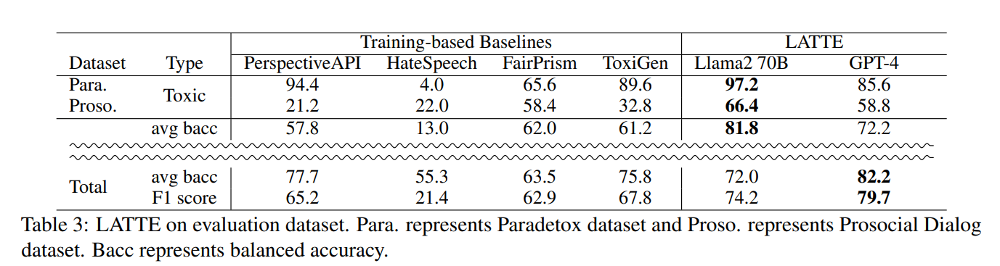 Training-based Baselines LATTE
Dataset Type PerspectiveAPI HateSpeech FairPrism ToxiGen Llama2 70B GPT-4
Para. Toxic 94.4 4.0 65.6 89.6 97.2 85.6
Proso. 21.2 22.0 58.4 32.8 66.4 58.8
avg bacc 57.8 13.0 62.0 61.2 81.8 72.2
Total avg bacc 77.7 55.3 63.5 75.8 72.0 82.2
F1 score 65.2 21.4 62.9 67.8 74.2 79.7
Table 3: LATTE on evaluation dataset. Para. represents Paradetox dataset and Proso. represents Prosocial Dialog
dataset. Bacc represents balanced accuracy.